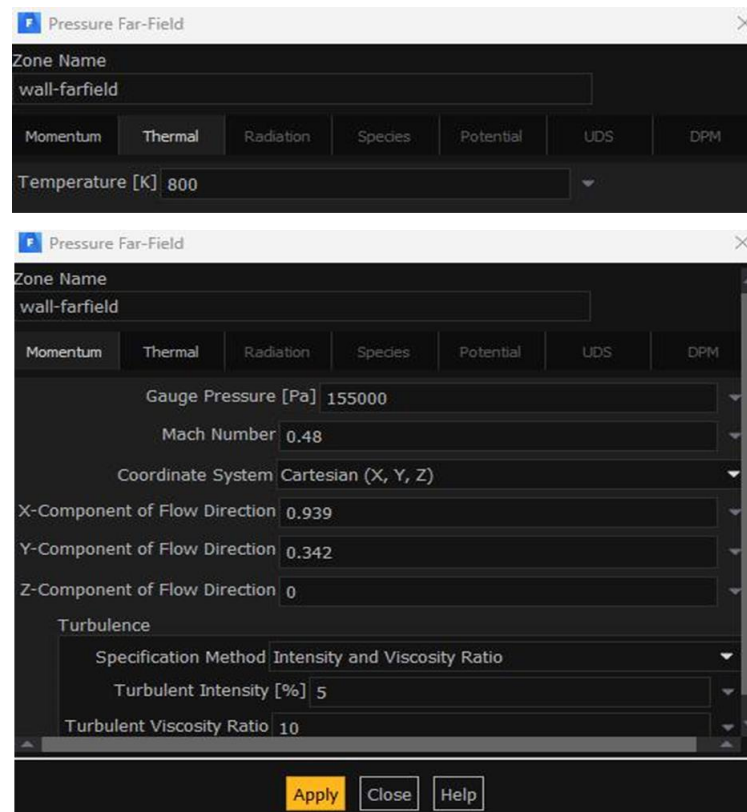 F Pressure Far-Field
Zone Name
wall-farfield
Momentum Thermal Radiation Species Potential UDS DPM
Temperature [K] 800
F Pressure Far-Field
Zone Name
wall-farfield
Momentum Thermal Radiation Species Potential UDS DPM
Gauge Pressure [Pa] 155000
Mach Number 0.48
Coordinate System Cartesian (X, Y, Z)
X-Component of Flow Direction 0.939
Y-Component of Flow Direction 0.342
Z-Component of Flow Direction 0
Turbulence
Specification Method Intensity and Viscosity Ratio
Turbulent Intensity [%] 5
Turbulent Viscosity Ratio 10
Apply Close Help